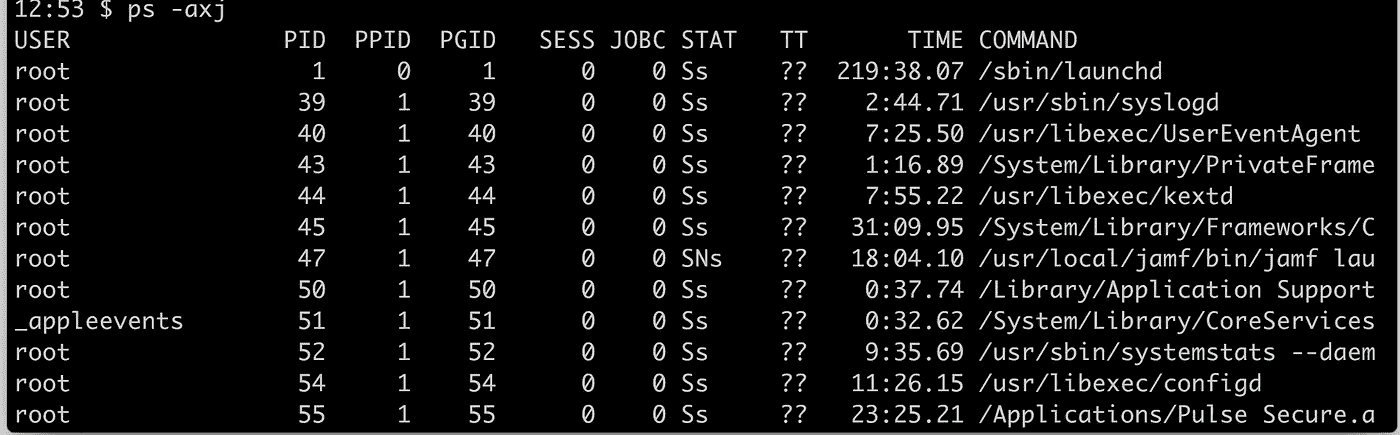 12:53 $ ps -axj
USER PID PPID PGID SESS JOBC STAT TT TIME COMMAND
root 1 0 1 0 0 Ss ?? 219:38.07 /sbin/launchd
root 39 1 39 0 0 Ss ?? 2:44.71 /usr/sbin/syslogd
root 40 1 40 0 0 Ss ?? 7:25.50 /usr/libexec/UserEventAgent
root 43 1 43 0 0 Ss ?? 1:16.89 /System/Library/PrivateFrame
root 44 1 44 0 0 Ss ?? 7:55.22 /usr/libexec/kextd
root 45 1 45 0 0 Ss ?? 31:09.95 /System/Library/Frameworks/C
root 47 1 47 0 0 SNs ?? 18:04.10 /usr/local/jamf/bin/jamf lau
root 50 1 50 0 0 Ss ?? 0:37.74 /Library/Application Support
_appleevents 51 1 51 0 0 Ss ?? 0:32.62 /System/Library/CoreServices
root 52 1 52 0 0 Ss ?? 9:35.69 /usr/sbin/systemstats --daem
root 54 1 54 0 0 Ss ?? 11:26.15 /usr/libexec/configd
root 55 1 55 0 0 Ss ?? 23:25.21 /Applications/Pulse Secure.a